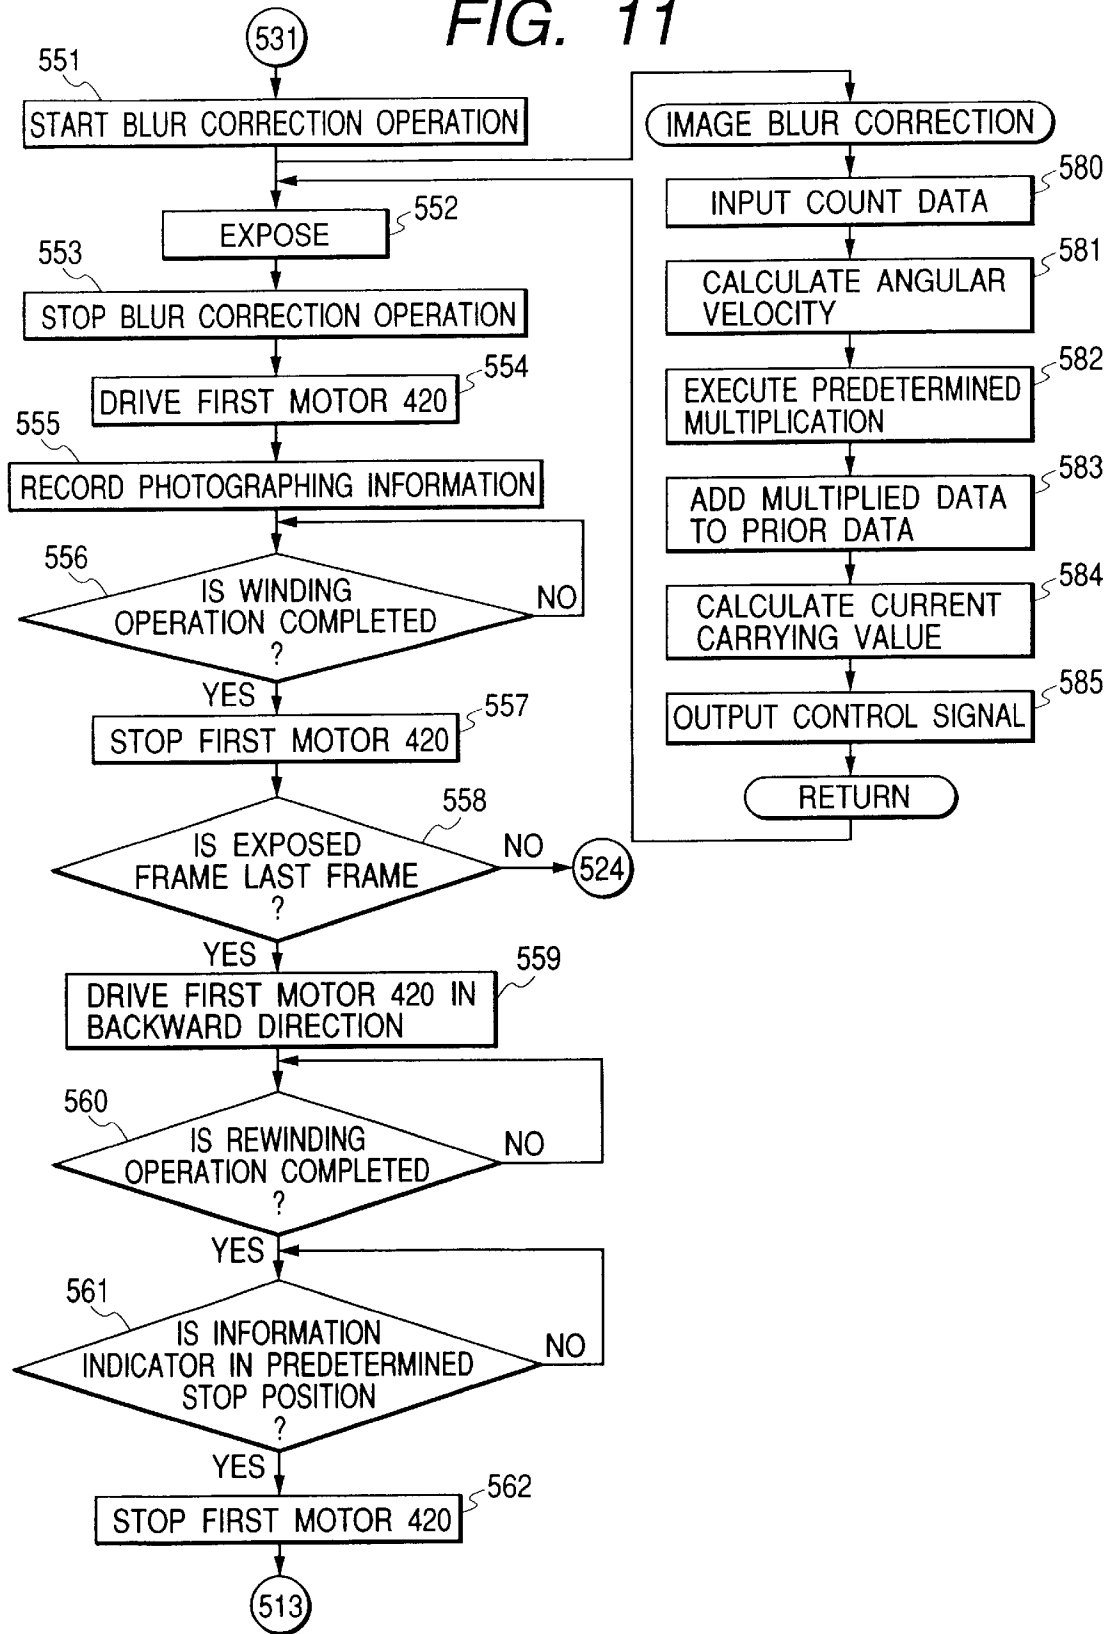 FIG. 11
531
551
START BLUR CORRECTION OPERATION
552
EXPOSE
553
STOP BLUR CORRECTION OPERATION
554
DRIVE FIRST MOTOR 420
555
RECORD PHOTOGRAPHING INFORMATION
556
IS WINDING
OPERATION COMPLETED
?
NO
YES
557
STOP FIRST MOTOR 420
558
IS EXPOSED
FRAME LAST FRAME
?
NO
524
YES
559
DRIVE FIRST MOTOR 420 IN
BACKWARD DIRECTION
560
IS REWINDING
OPERATION COMPLETED
?
NO
YES
561
IS INFORMATION
INDICATOR IN PREDETERMINED
STOP POSITION
?
NO
YES
562
STOP FIRST MOTOR 420
513
IMAGE BLUR CORRECTION
580
INPUT COUNT DATA
581
CALCULATE ANGULAR
VELOCITY
582
EXECUTE PREDETERMINED
MULTIPLICATION
583
ADD MULTIPLIED DATA
TO PRIOR DATA
584
CALCULATE CURRENT
CARRYING VALUE
585
OUTPUT CONTROL SIGNAL
RETURN